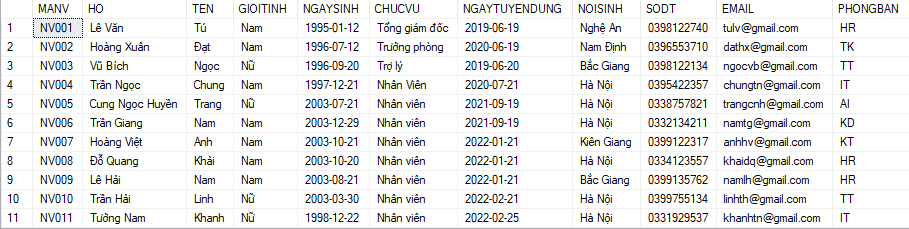 MANV HO TEN GIOITINH NGAYSINH CHUCVU NGAYTUYENDUNG NOISINH SODT EMAIL PHONGBAN
1 NV001 Lê Văn Tú Nam 1995-01-12 Tổng giám đốc 2019-06-19 Nghệ An 0398122740 tulv@gmail.com HR
2 NV002 Hoàng Xuân Đạt Nam 1996-07-12 Trưởng phòng 2020-06-19 Nam Định 0396553710 dathx@gmail.com TK
3 NV003 Vũ Bích Ngọc Nữ 1996-09-20 Trợ lý 2019-06-20 Bắc Giang 0398122134 ngocvb@gmail.com TT
4 NV004 Trần Ngọc Chung Nam 1997-12-21 Nhân Viên 2020-07-21 Hà Nội 0395422357 chungtn@gmail.com IT
5 NV005 Cung Ngọc Huyền Trang Nữ 2003-07-21 Nhân viên 2021-09-19 Hà Nội 0338757821 trangcnh@gmail.com AI
6 NV006 Trần Giang Nam Nam 2003-12-29 Nhân viên 2021-09-19 Hà Nội 0332134211 namtg@gmail.com KD
7 NV007 Hoàng Việt Anh Nam 2003-10-21 Nhân viên 2022-01-21 Kiên Giang 0399122317 anhhv@gmail.com KT
8 NV008 Đỗ Quang Khải Nam 2003-10-20 Nhân viên 2022-01-21 Hà Nội 0334123557 khaidq@gmail.com HR
9 NV009 Lê Hải Nam Nam 2003-08-21 Nhân viên 2022-01-21 Bắc Giang 0399135762 namlh@gmail.com HR
10 NV010 Trần Hải Linh Nữ 2003-03-30 Nhân viên 2022-02-21 Hà Nội 0399755134 linhth@gmail.com TT
11 NV011 Tưởng Nam Khanh Nữ 1998-12-22 Nhân viên 2022-02-25 Hà Nội 0331929537 khanhtn@gmail.com IT